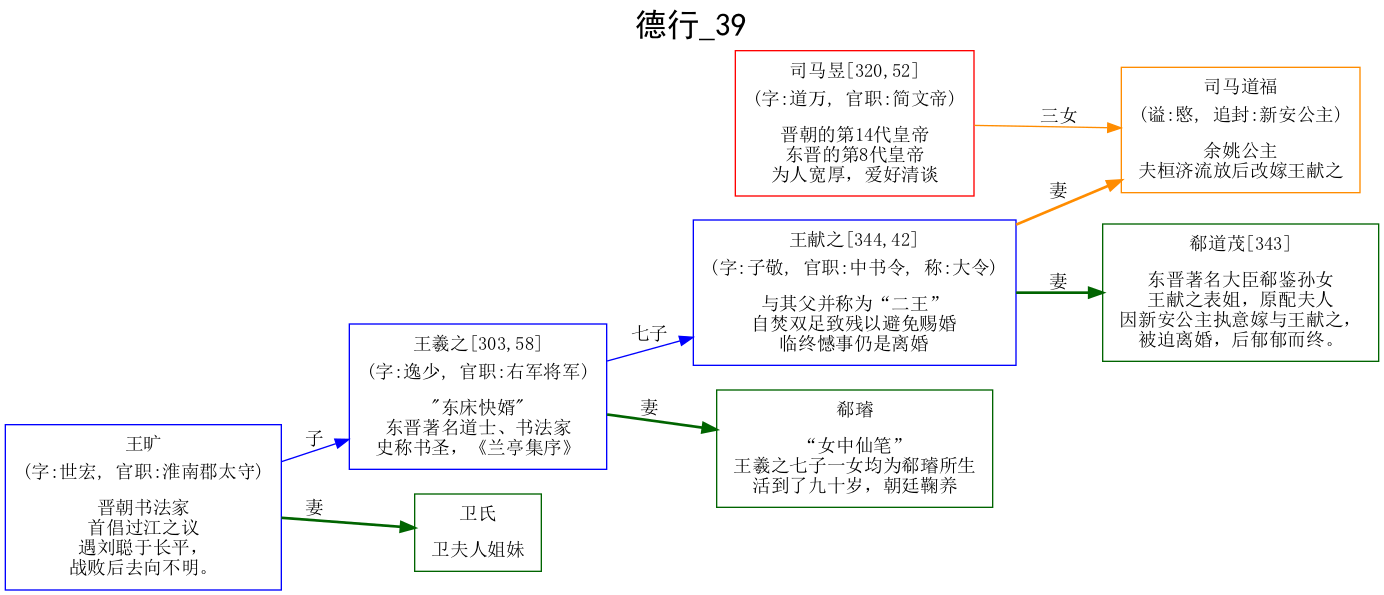 德行_39
司马昱[320,52]
(字:道万, 官职:简文帝)
晋朝的第14代皇帝
东晋的第8代皇帝
为人宽厚，爱好清谈
三女
司马道福
(谥:愍, 追封:新安公主)
余姚公主
夫桓济流放后改嫁王献之
妻
王献之[344,42]
(字:子敬, 官职:中书令, 称:大令)
与其父并称为“二王”
自焚双足致残以避免赐婚
临终憾事仍是离婚
妻
郗道茂[343]
东晋著名大臣郗鉴孙女
王献之表姐，原配夫人
因新安公主执意嫁与王献之，
被迫离婚，后郁郁而终。
七子
王羲之[303,58]
(字:逸少, 官职:右军将军)
"东床快婿"
东晋著名道士、书法家
史称书圣，《兰亭集序》
妻
郗璿
“女中仙笔”
王羲之七子一女均为郗璿所生
活到了九十岁，朝廷鞠养
子
王旷
(字:世宏, 官职:淮南郡太守)
晋朝书法家
首倡过江之议
遇刘聪于长平，
战败后去向不明。
妻
卫氏
卫夫人姐妹